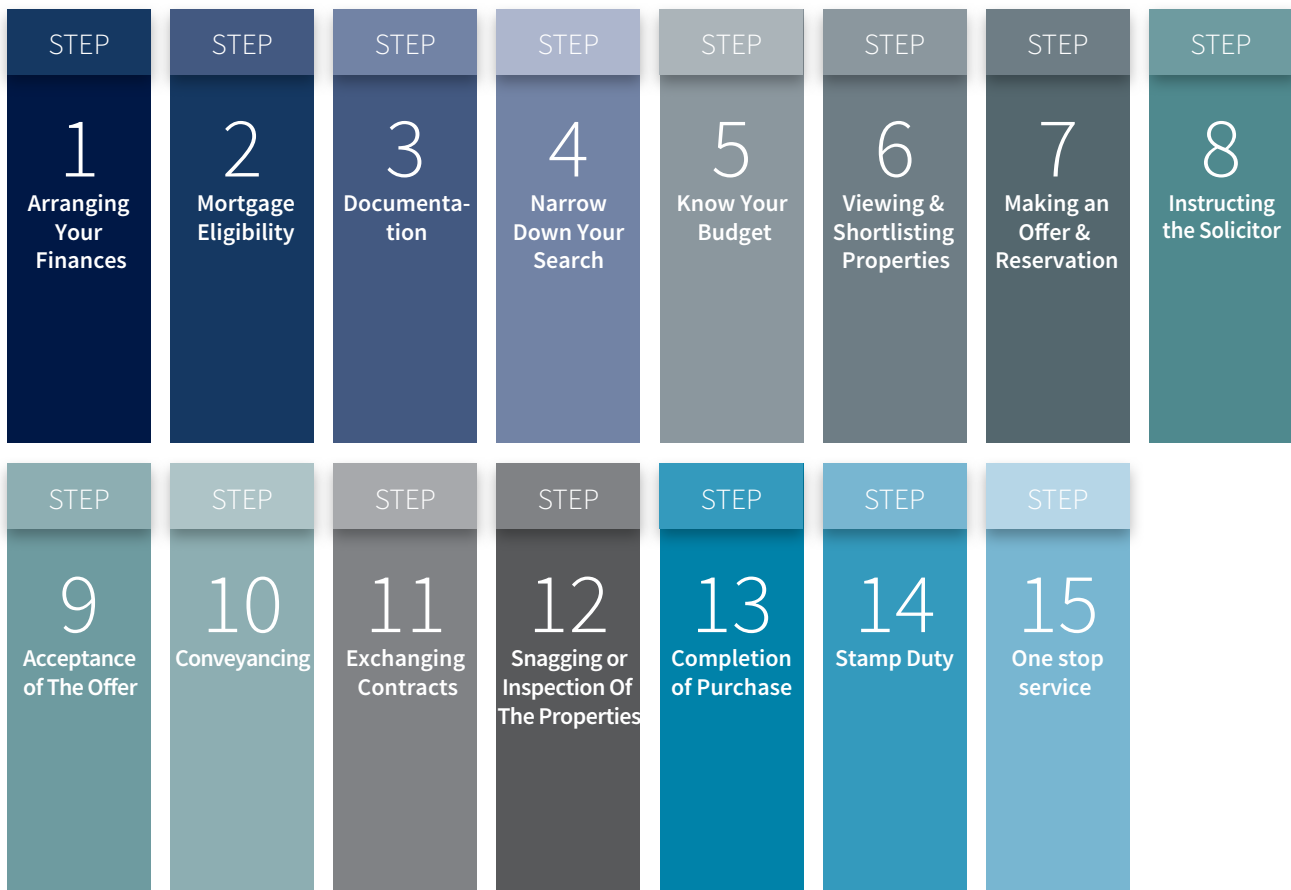 STEP
1
Arranging
Your
Finances
STEP
2
Mortgage
Eligibility
STEP
3
Documenta-
tion
STEP
4
Narrow
Down Your
Search
STEP
5
Know Your
Budget
STEP
6
Viewing &
Shortlisting
Properties
STEP
7
Making an
Offer &
Reservation
STEP
8
Instructing
the Solicitor
STEP
9
Acceptance
of The Offer
STEP
10
Conveyancing
STEP
11
Exchanging
Contracts
STEP
12
Snagging or
Inspection Of
The Properties
STEP
13
Completion
of Purchase
STEP
14
Stamp Duty
STEP
15
One stop
service